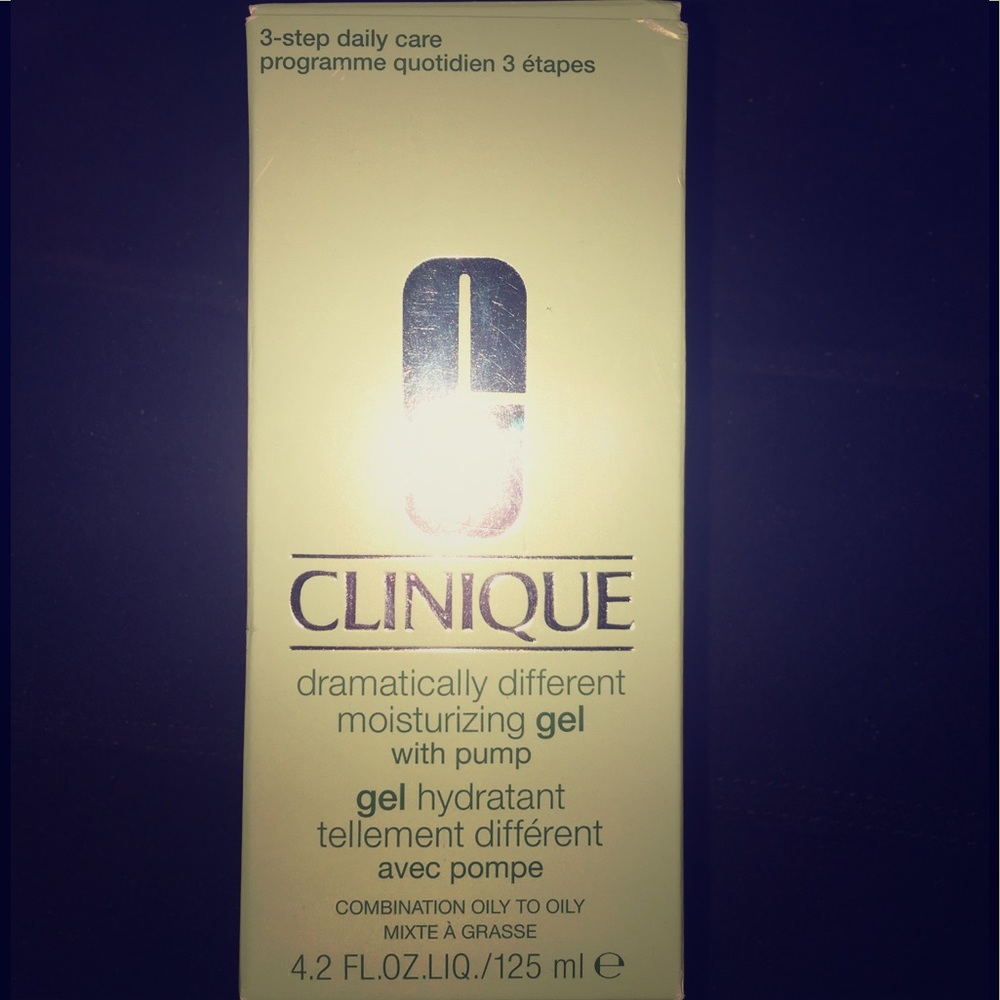 3-step daily care
programme quotidien 3 étapes
CLINIQUE
dramatically different
moisturizing gel
with pump
gel hydratant
tellement différent
avec pompe
COMBINATION OILY TO OILY
MIXTE À GRASSE
4.2 FL.OZ.LIQ./125 ml ℮